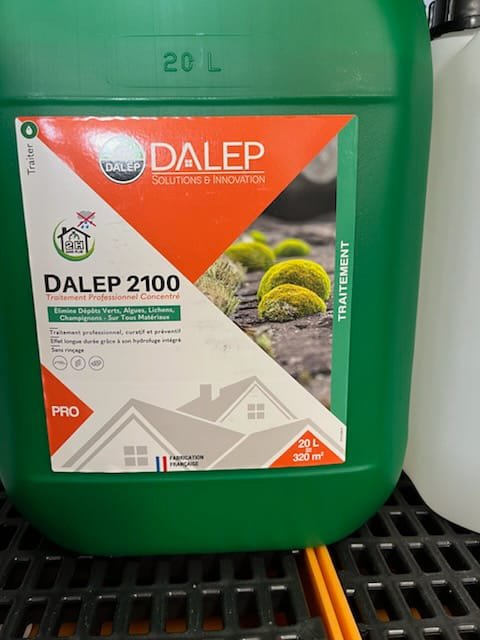 20 L
Traiter
DALEP
DALEP
SOLUTIONS & INNOVATION
2H
DALEP 2100
Traitement Professionnel Concentré
Elimine Dépôts Verts, Algues, Lichens,
Champignons - Sur Tous Matériaux
Traitement professionnel, curatif et préventif
Effet longue durée grâce à son hydrofuge intégré
Sans rinçage
TRAITEMENT
PRO
FABRICATION
FRANÇAISE
20 L
=
320 m²